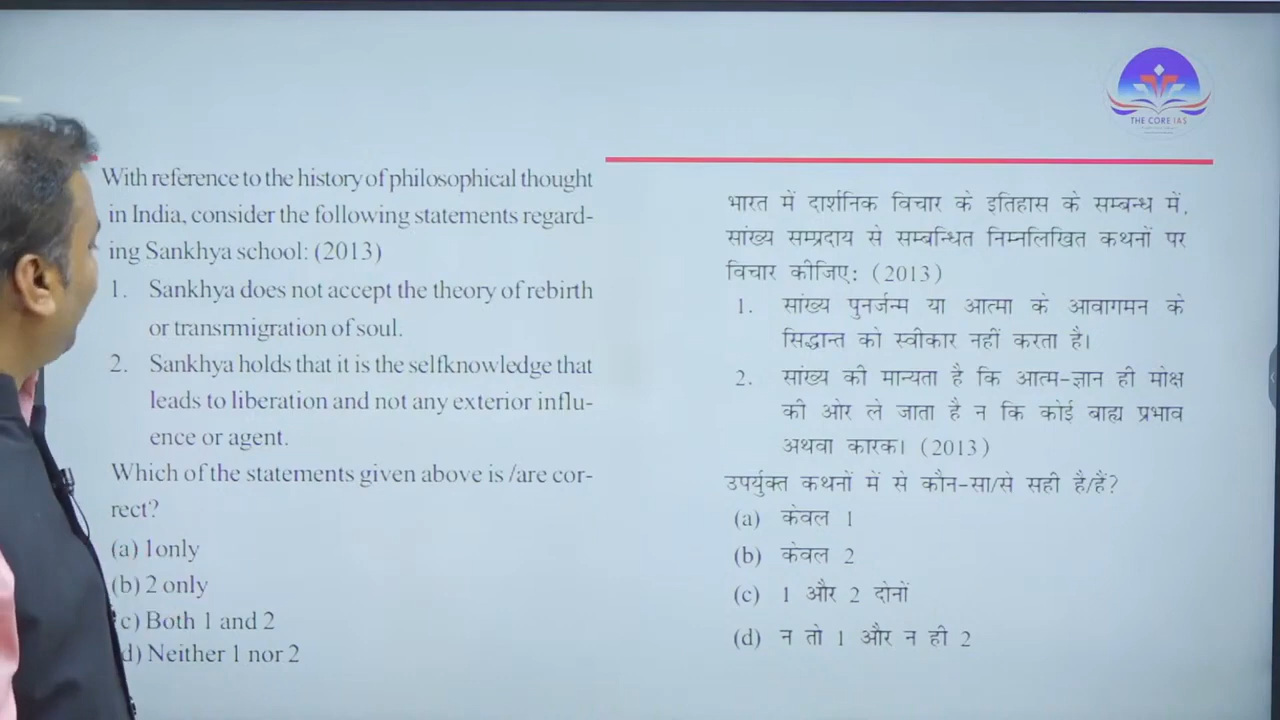 THE CORE IAS
With reference to the history of philosophical thought
in India, consider the following statements regard-
ing Sankhya school: (2013)
1. Sankhya does not accept the theory of rebirth
or transrmigration of soul.
2. Sankhya holds that it is the selfknowledge that
leads to liberation and not any exterior influ-
ence or agent.
Which of the statements given above is /are cor-
rect?
(a) 1only
(b) 2 only
c) Both 1 and 2
d) Neither 1 nor 2
भारत में दार्शनिक विचार के इतिहास के सम्बन्ध में,
सांख्य सम्प्रदाय से सम्बन्धित निम्नलिखित कथनों पर
विचार कीजिए: (2013)
1. सांख्य पुनर्जन्म या आत्मा के आवागमन के
सिद्धान्त को स्वीकार नहीं करता है।
2. सांख्य की मान्यता है कि आत्म-ज्ञान ही मोक्ष
की ओर ले जाता है न कि कोई वाह्य प्रभाव
अथवा कारक। (2013)
उपर्युक्त कथनों में से कौन-सा/से सही है/हैं?
(a) केवल 1
(b) केवल 2
(c) 1 और 2 दोनों
(d) न तो 1 और न ही 2